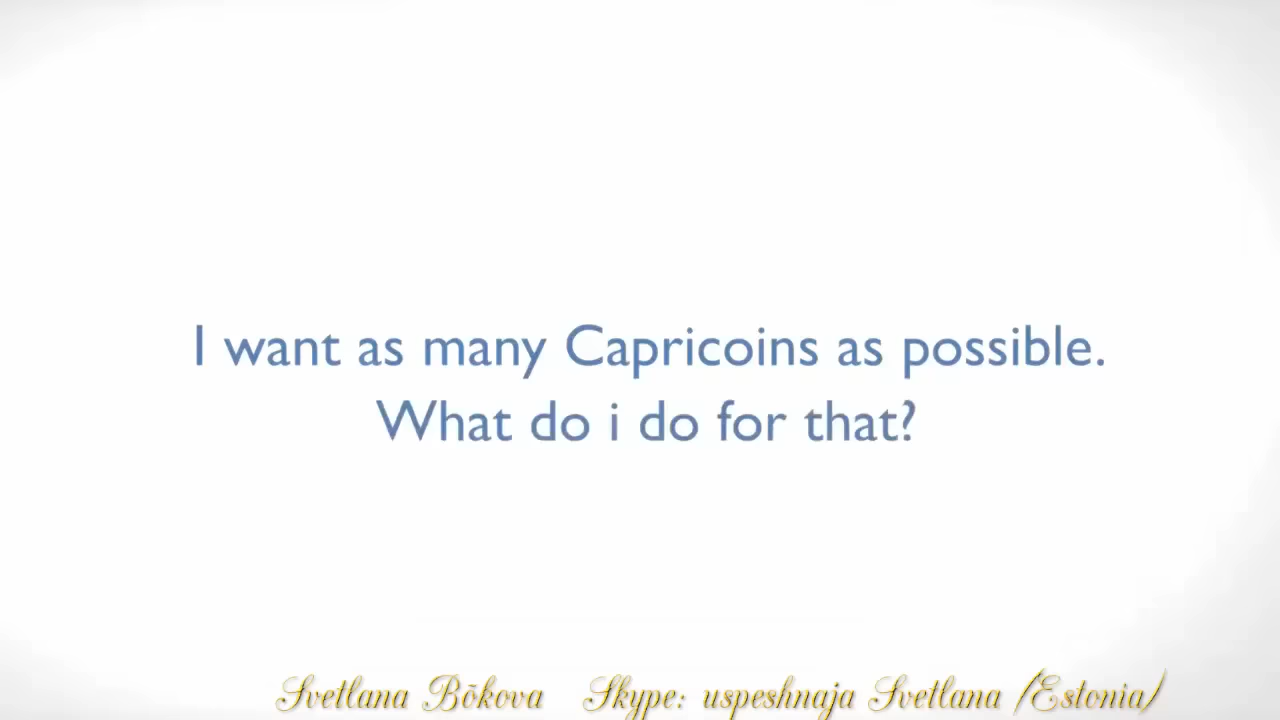 I want as many Capricoins as possible.
What do i do for that?
Svetlana Bõkova Skype: uspeshnaja Svetlana (Estonia)